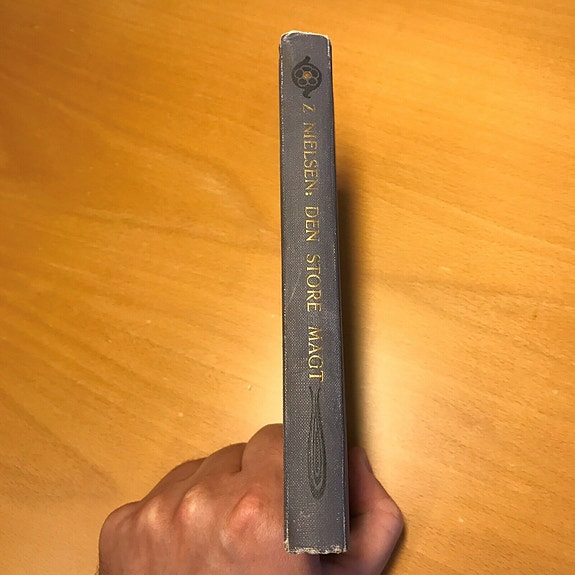 Z NIELSEN: DEN STORE MAGT